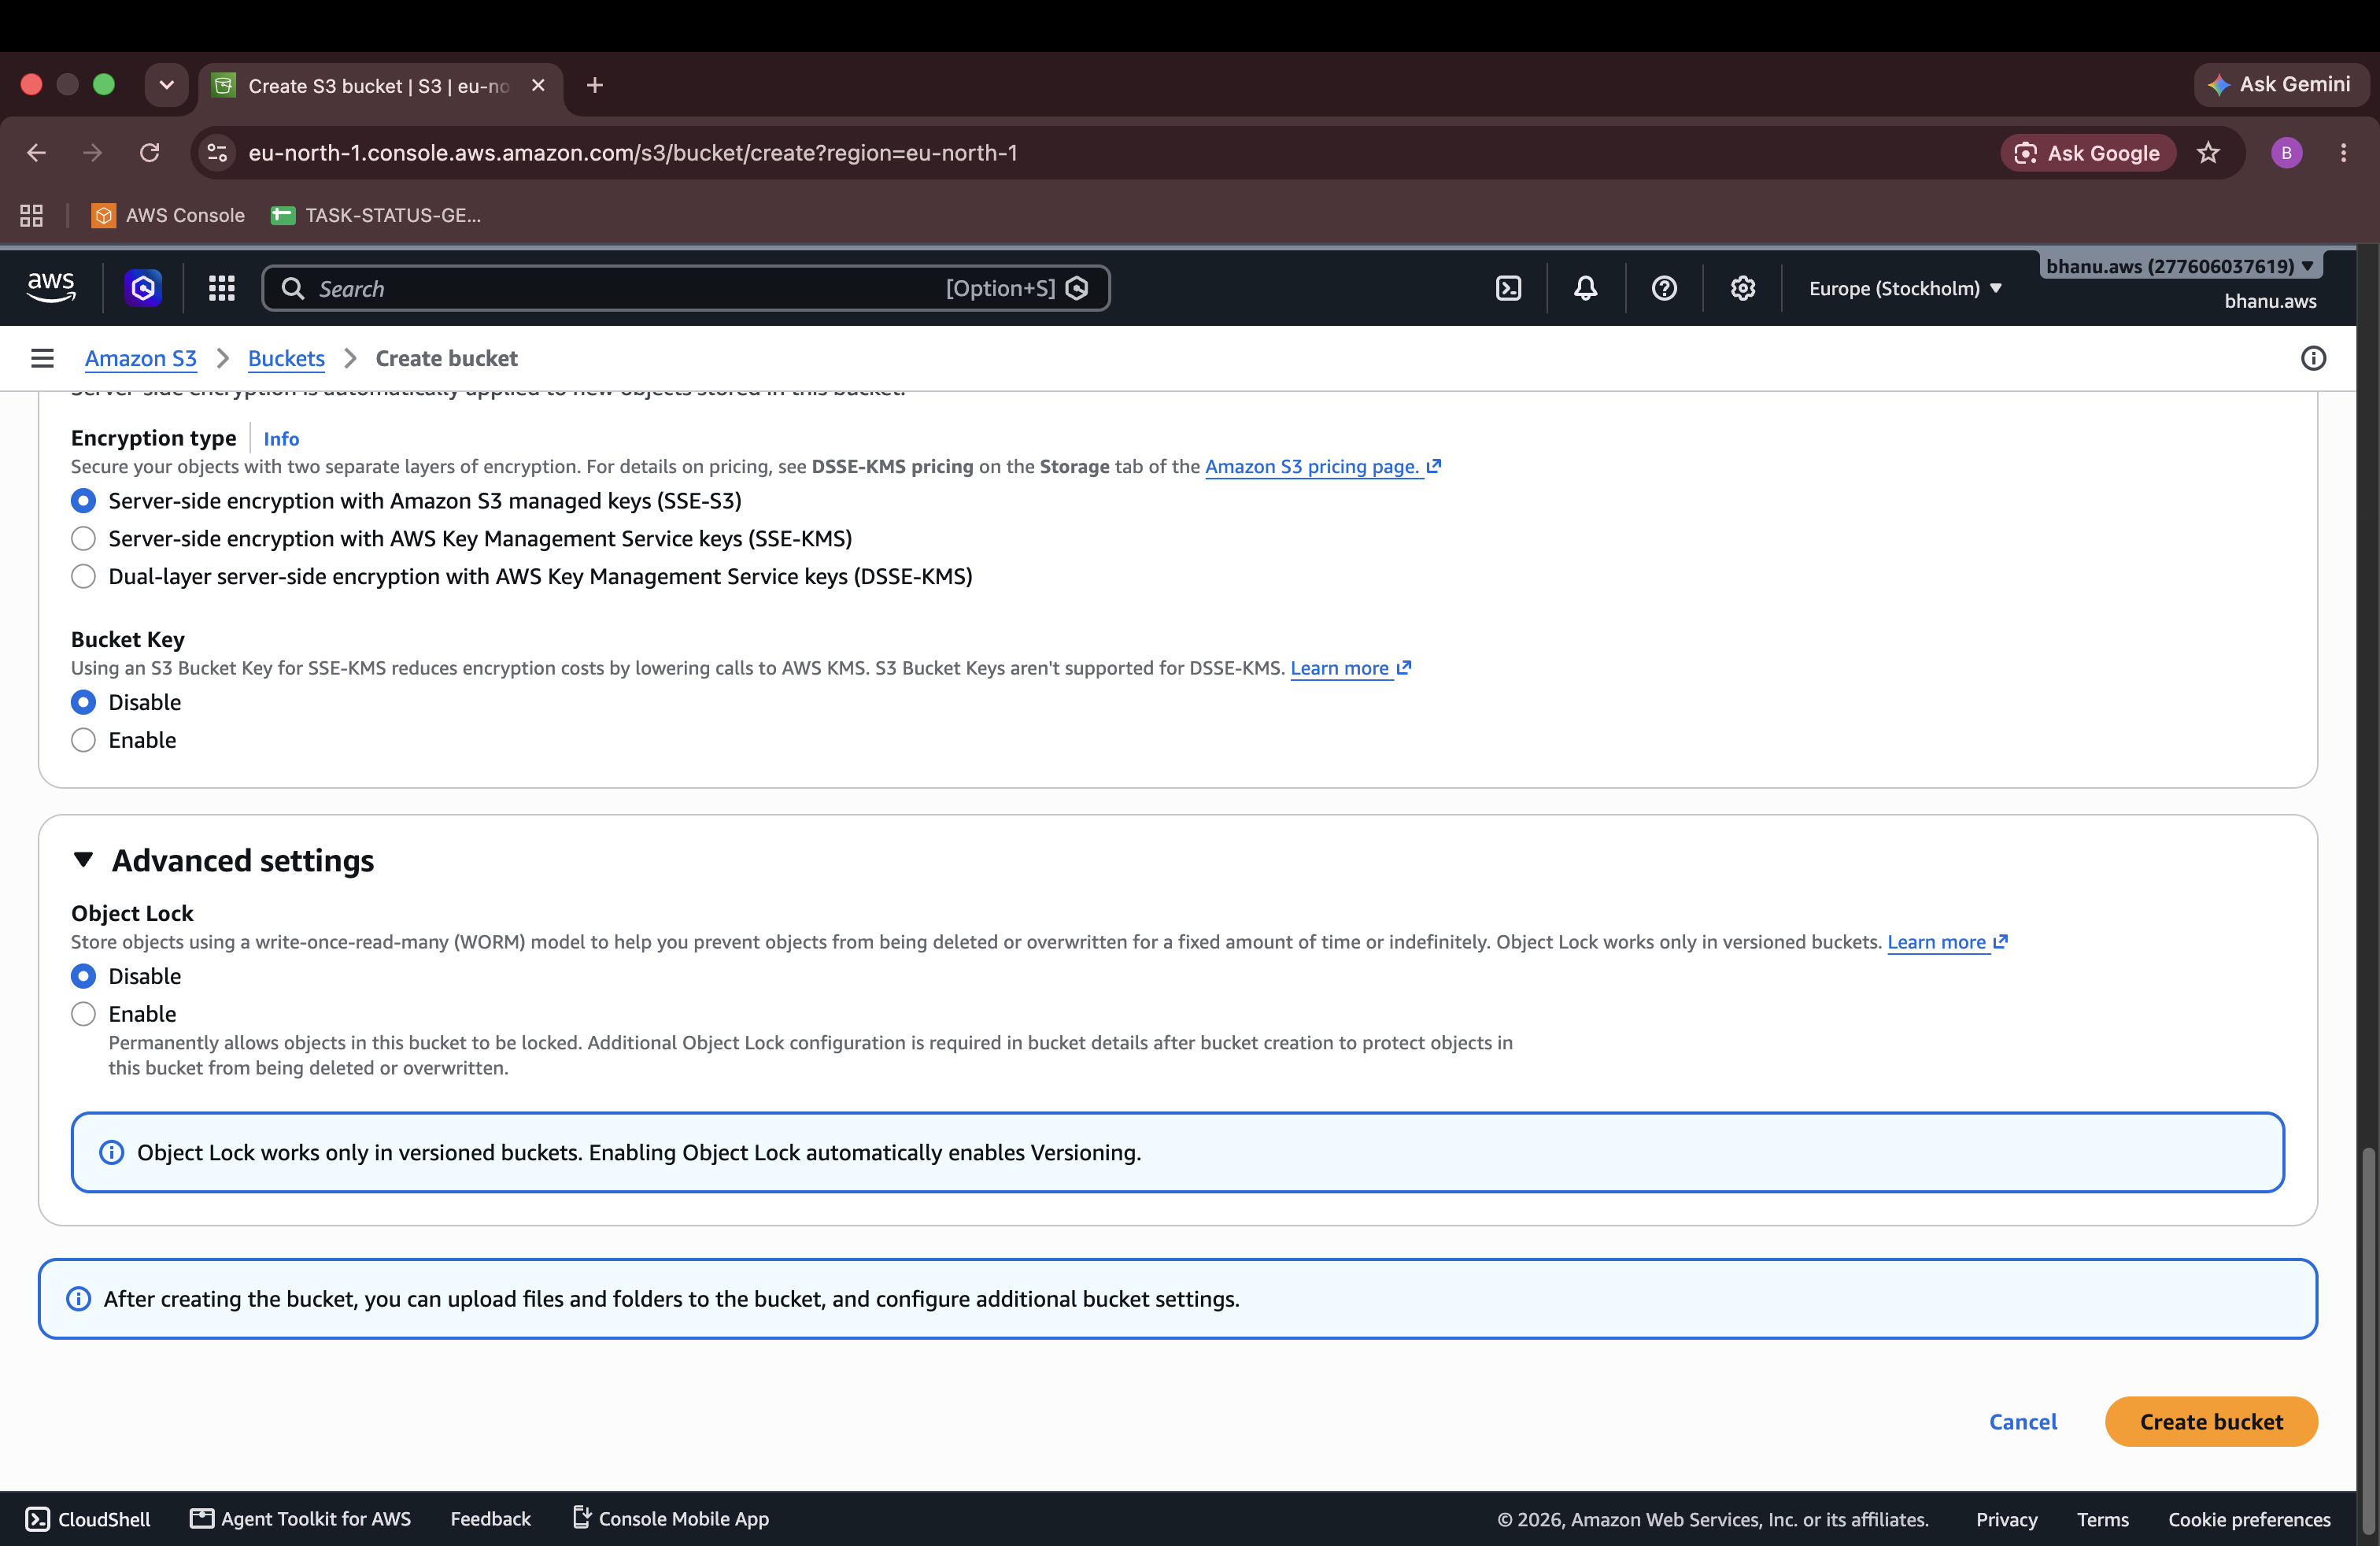 Create S3 bucket | S3 | eu-no
Ask Gemini
eu-north-1.console.aws.amazon.com/s3/bucket/create?region=eu-north-1
Ask Google
B
AWS Console
TASK-STATUS-GE...
aws
Search
[Option+S]
Europe (Stockholm)
bhanu.aws (277606037619)
bhanu.aws
Amazon S3
Buckets
Create bucket
Server-side encryption is automatically applied to new objects stored in this bucket.
Encryption type
Info
Secure your objects with two separate layers of encryption. For details on pricing, see DSSE-KMS pricing on the Storage tab of the Amazon S3 pricing page.
Server-side encryption with Amazon S3 managed keys (SSE-S3)
Server-side encryption with AWS Key Management Service keys (SSE-KMS)
Dual-layer server-side encryption with AWS Key Management Service keys (DSSE-KMS)
Bucket Key
Using an S3 Bucket Key for SSE-KMS reduces encryption costs by lowering calls to AWS KMS. S3 Bucket Keys aren't supported for DSSE-KMS. Learn more
Disable
Enable
Advanced settings
Object Lock
Store objects using a write-once-read-many (WORM) model to help you prevent objects from being deleted or overwritten for a fixed amount of time or indefinitely. Object Lock works only in versioned buckets. Learn more
Disable
Enable
Permanently allows objects in this bucket to be locked. Additional Object Lock configuration is required in bucket details after bucket creation to protect objects in
this bucket from being deleted or overwritten.
Object Lock works only in versioned buckets. Enabling Object Lock automatically enables Versioning.
After creating the bucket, you can upload files and folders to the bucket, and configure additional bucket settings.
Cancel
Create bucket
CloudShell
Agent Toolkit for AWS
Feedback
Console Mobile App
© 2026, Amazon Web Services, Inc. or its affiliates.
Privacy
Terms
Cookie preferences